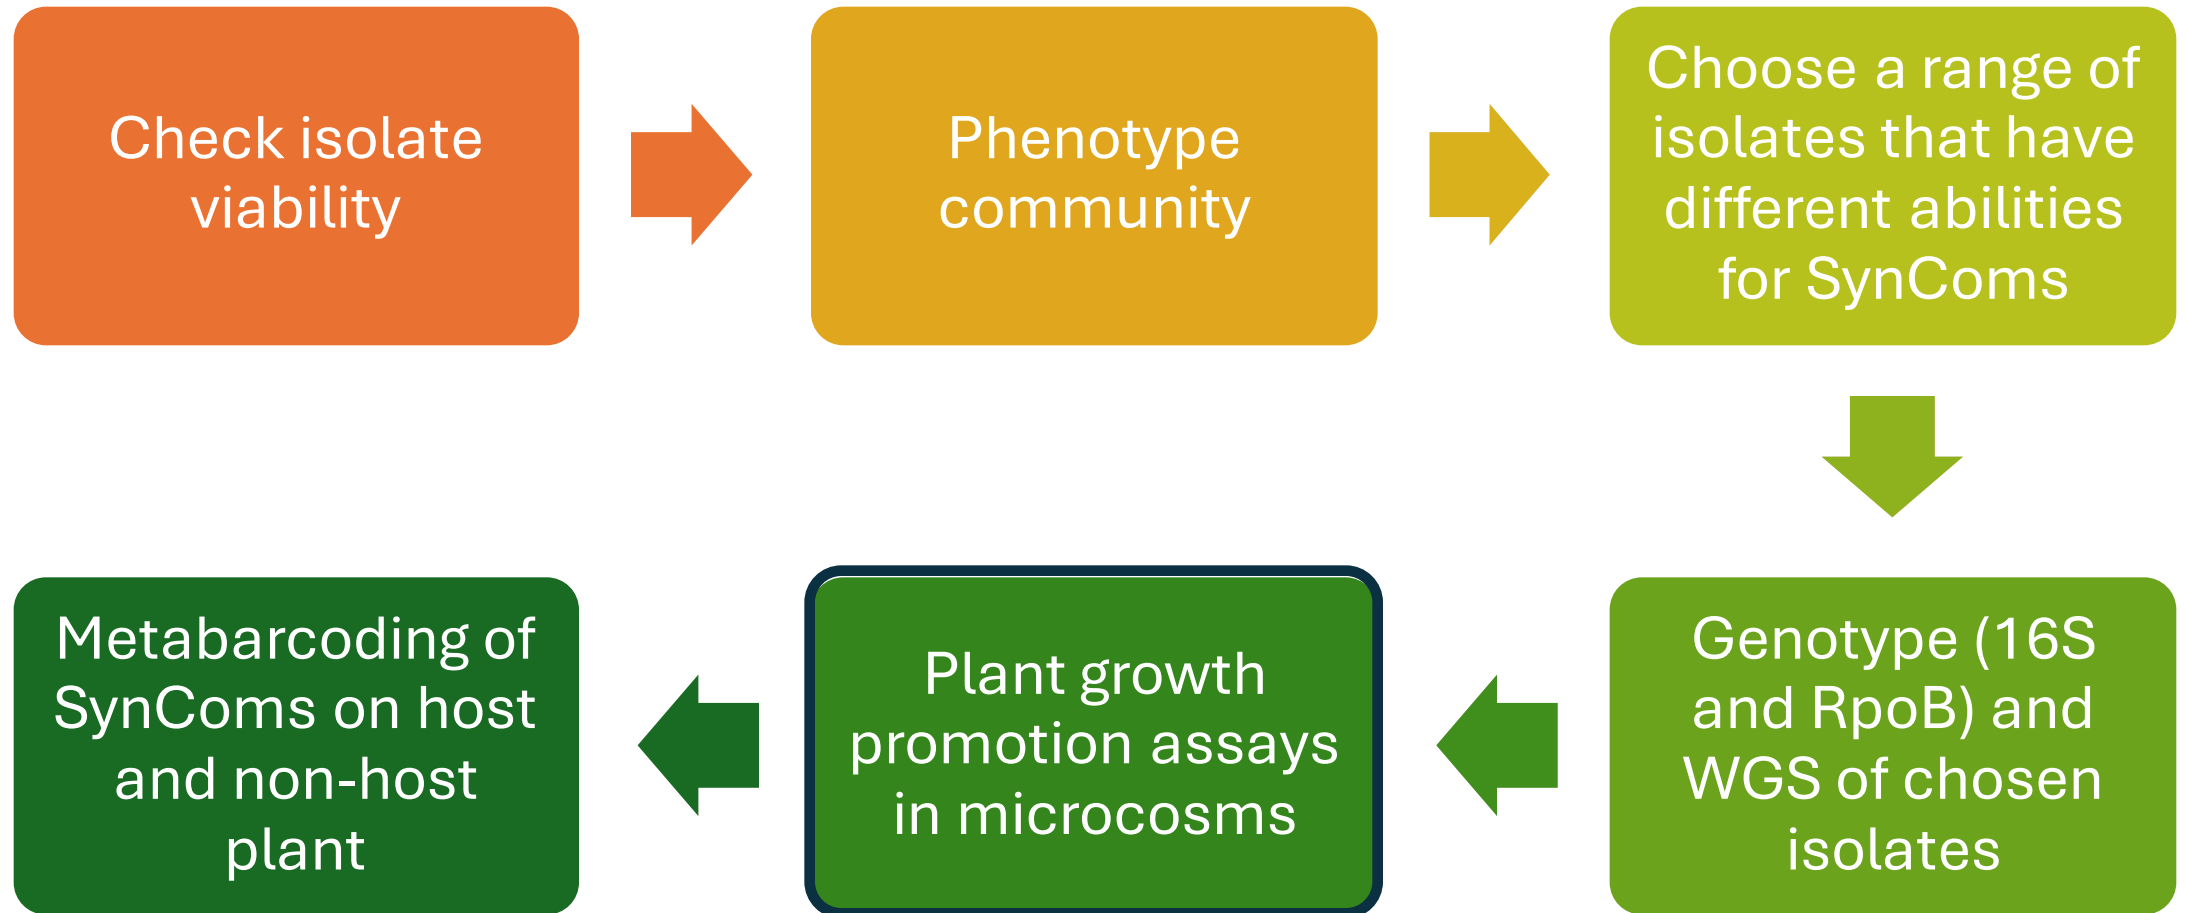 Check isolate
viability
Phenotype
community
Choose a range of
isolates that have
different abilities
for SynComs
Genotype (16S
and RpoB) and
WGS of chosen
isolates
Plant growth
promotion assays
in microcosms
Metabarcoding of
SynComs on host
and non-host
plant